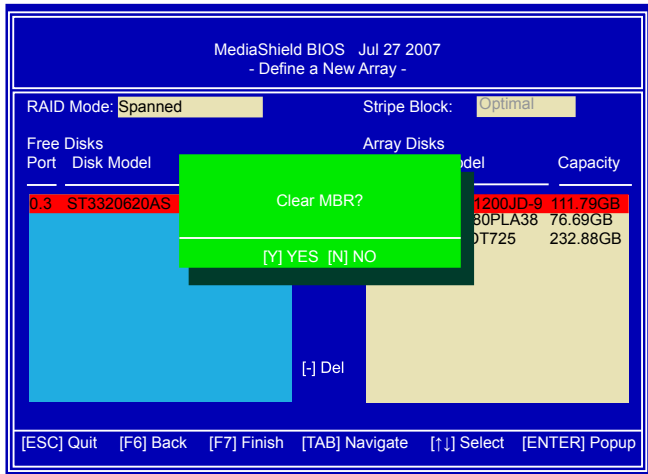 MediaShield BIOS Jul 27 2007
- Define a New Array -
RAID Mode: Spanned Stripe Block: Optimal
Free Disks Array Disks
Port Disk Model del Capacity
0.3 ST3320620AS 1200JD-9 111.79GB
80PLA38 76.69GB
DT725 232.88GB
Clear MBR?
[Y] YES [N] NO
[-] Del
[ESC] Quit [F6] Back [F7] Finish [TAB] Navigate [↑↓] Select [ENTER] Popup